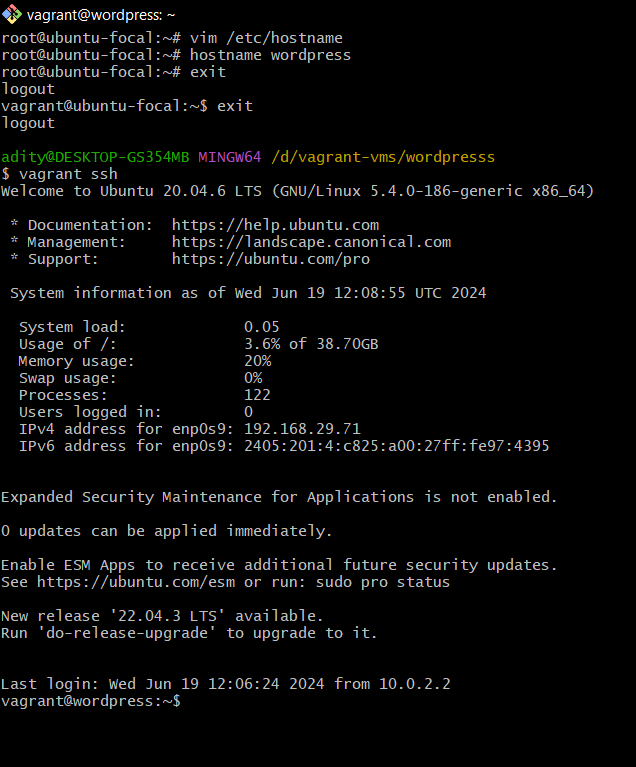 vagrant@wordpress: ~
root@ubuntu-focal:~# vim /etc/hostname
root@ubuntu-focal:~# hostname wordpress
root@ubuntu-focal:~# exit
logout
vagrant@ubuntu-focal:~$ exit
logout
adity@DESKTOP-GS354MB MINGW64 /d/vagrant-vms/wordpresss
$ vagrant ssh
Welcome to Ubuntu 20.04.6 LTS (GNU/Linux 5.4.0-186-generic x86_64)
* Documentation:  https://help.ubuntu.com
* Management:     https://landscape.canonical.com
* Support:        https://ubuntu.com/pro
System information as of Wed Jun 19 12:08:55 UTC 2024
System load:             0.05
Usage of /:              3.6% of 38.70GB
Memory usage:            20%
Swap usage:              0%
Processes:               122
Users logged in:         0
IPv4 address for enp0s9: 192.168.29.71
IPv6 address for enp0s9: 2405:201:4:c825:a00:27ff:fe97:4395
Expanded Security Maintenance for Applications is not enabled.
0 updates can be applied immediately.
Enable ESM Apps to receive additional future security updates.
See https://ubuntu.com/esm or run: sudo pro status
New release '22.04.3 LTS' available.
Run 'do-release-upgrade' to upgrade to it.
Last login: Wed Jun 19 12:06:24 2024 from 10.0.2.2
vagrant@wordpress:~$